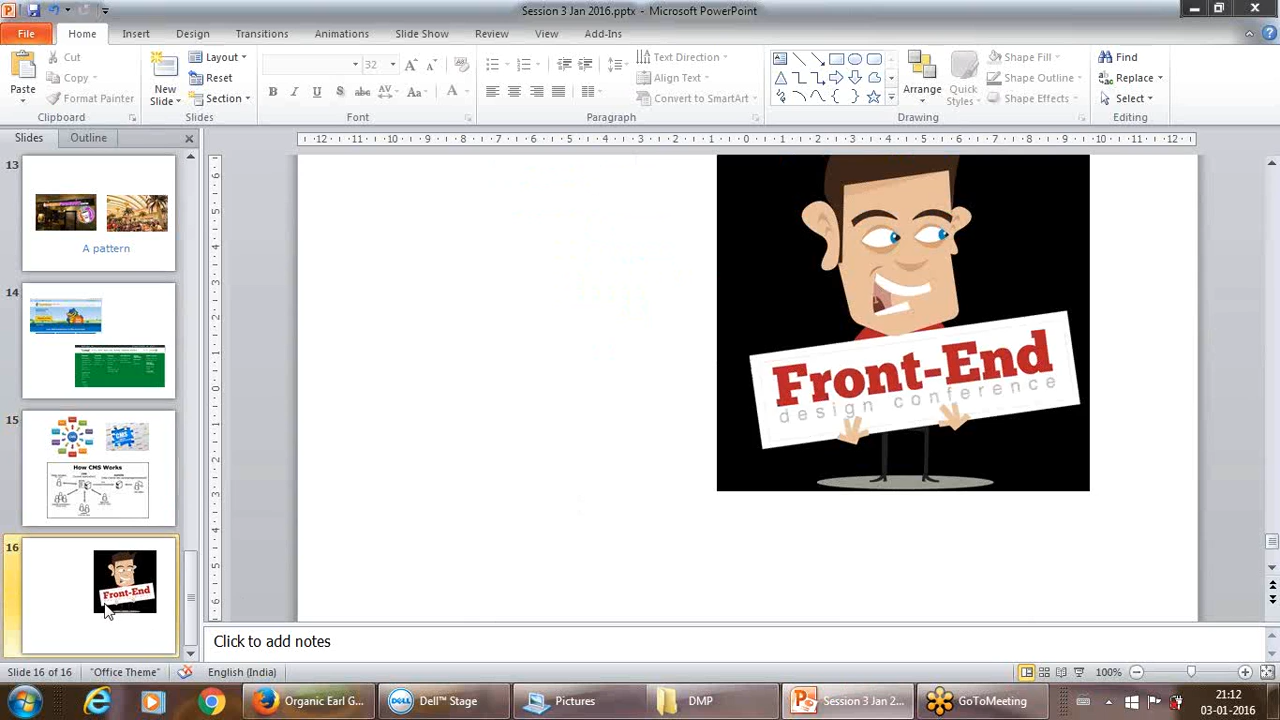 Session 3 Jan 2016.pptx - Microsoft PowerPoint
File Home Insert Design Transitions Animations Slide Show Review View Add-Ins
Paste
Cut
Copy
Format Painter
Clipboard
New
Slide
Layout
Reset
Section
Slides
32
Font
Paragraph
Text Direction
Align Text
Convert to SmartArt
Arrange
Quick
Styles
Shape Fill
Shape Outline
Shape Effects
Drawing
Find
Replace
Select
Editing
Slides Outline
13
A pattern
14
15
How CMS Works
16
Front-End
Front-End
design conference
Click to add notes
Slide 16 of 16 "Office Theme" English (India) 100%
Organic Earl G... Dell™ Stage Pictures DMP Session 3 Jan 2... GoToMeeting
21:12
03-01-2016